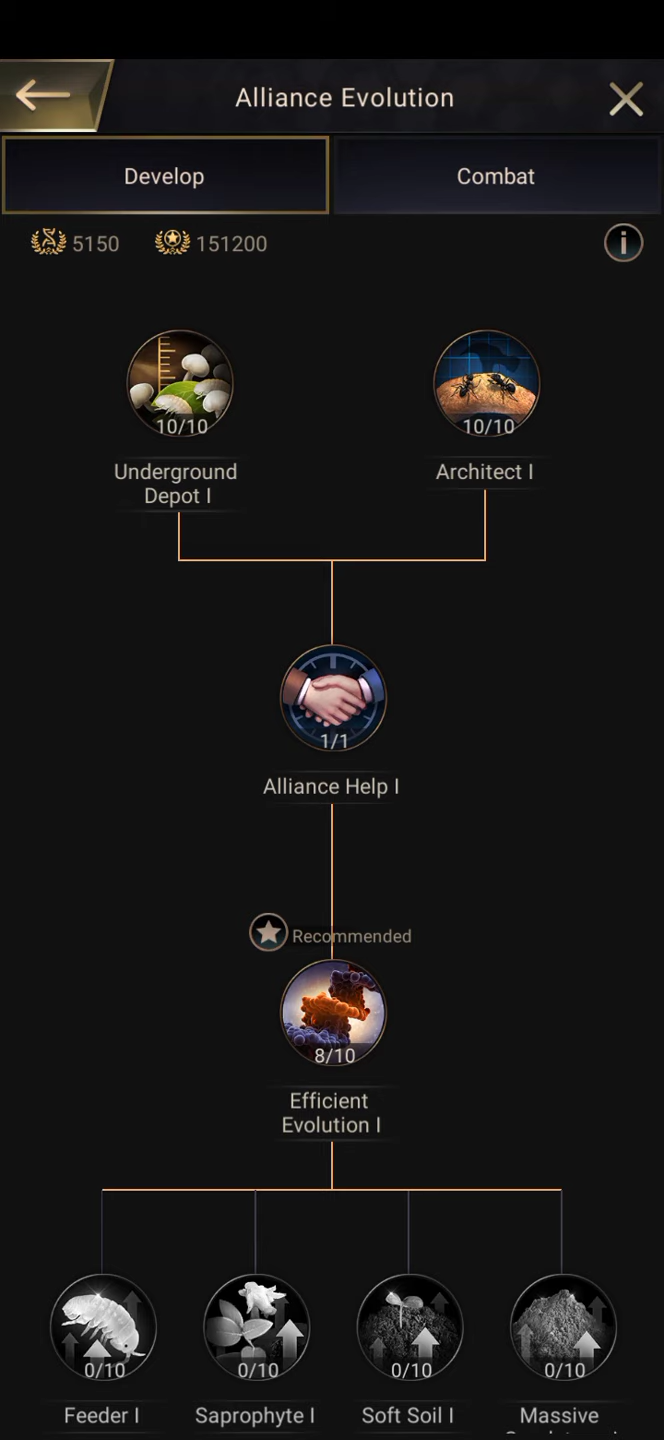 Alliance Evolution
Develop
Combat
5150
151200
10/10
10/10
Underground
Depot I
Architect I
1/1
Alliance Help I
Recommended
8/10
Efficient
Evolution I
0/10
0/10
0/10
0/10
Feeder I
Saprophyte I
Soft Soil I
Massive